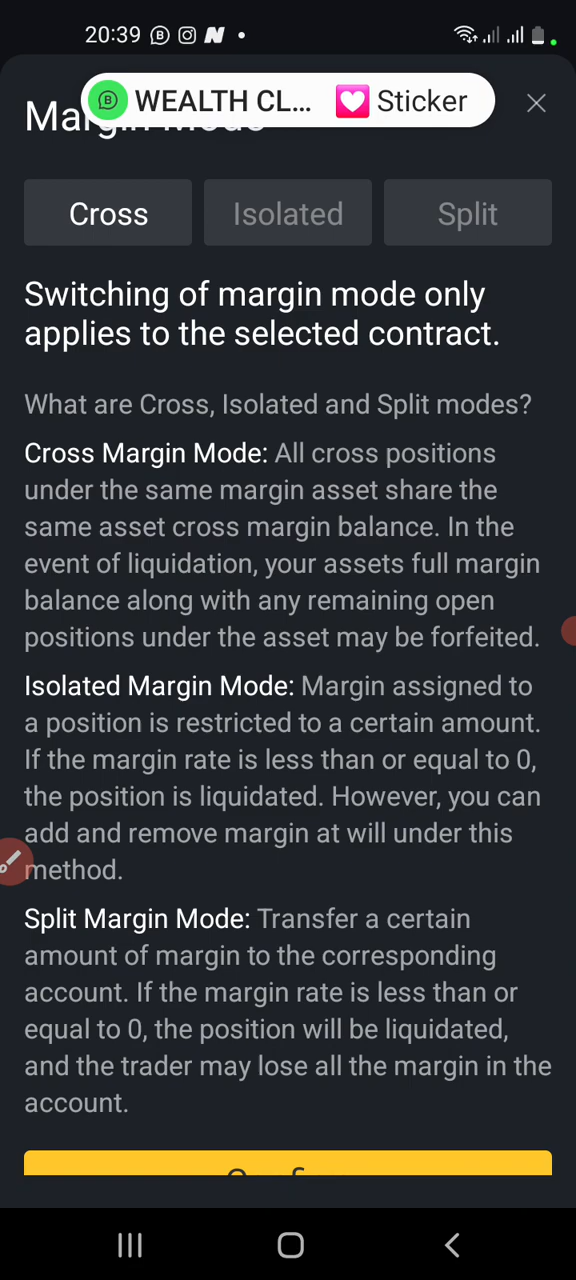 20:39
WEALTH CL... Sticker
Cross Isolated Split
Switching of margin mode only
applies to the selected contract.
What are Cross, Isolated and Split modes?
Cross Margin Mode: All cross positions
under the same margin asset share the
same asset cross margin balance. In the
event of liquidation, your assets full margin
balance along with any remaining open
positions under the asset may be forfeited.
Isolated Margin Mode: Margin assigned to
a position is restricted to a certain amount.
If the margin rate is less than or equal to 0,
the position is liquidated. However, you can
add and remove margin at will under this
method.
Split Margin Mode: Transfer a certain
amount of margin to the corresponding
account. If the margin rate is less than or
equal to 0, the position will be liquidated,
and the trader may lose all the margin in the
account.